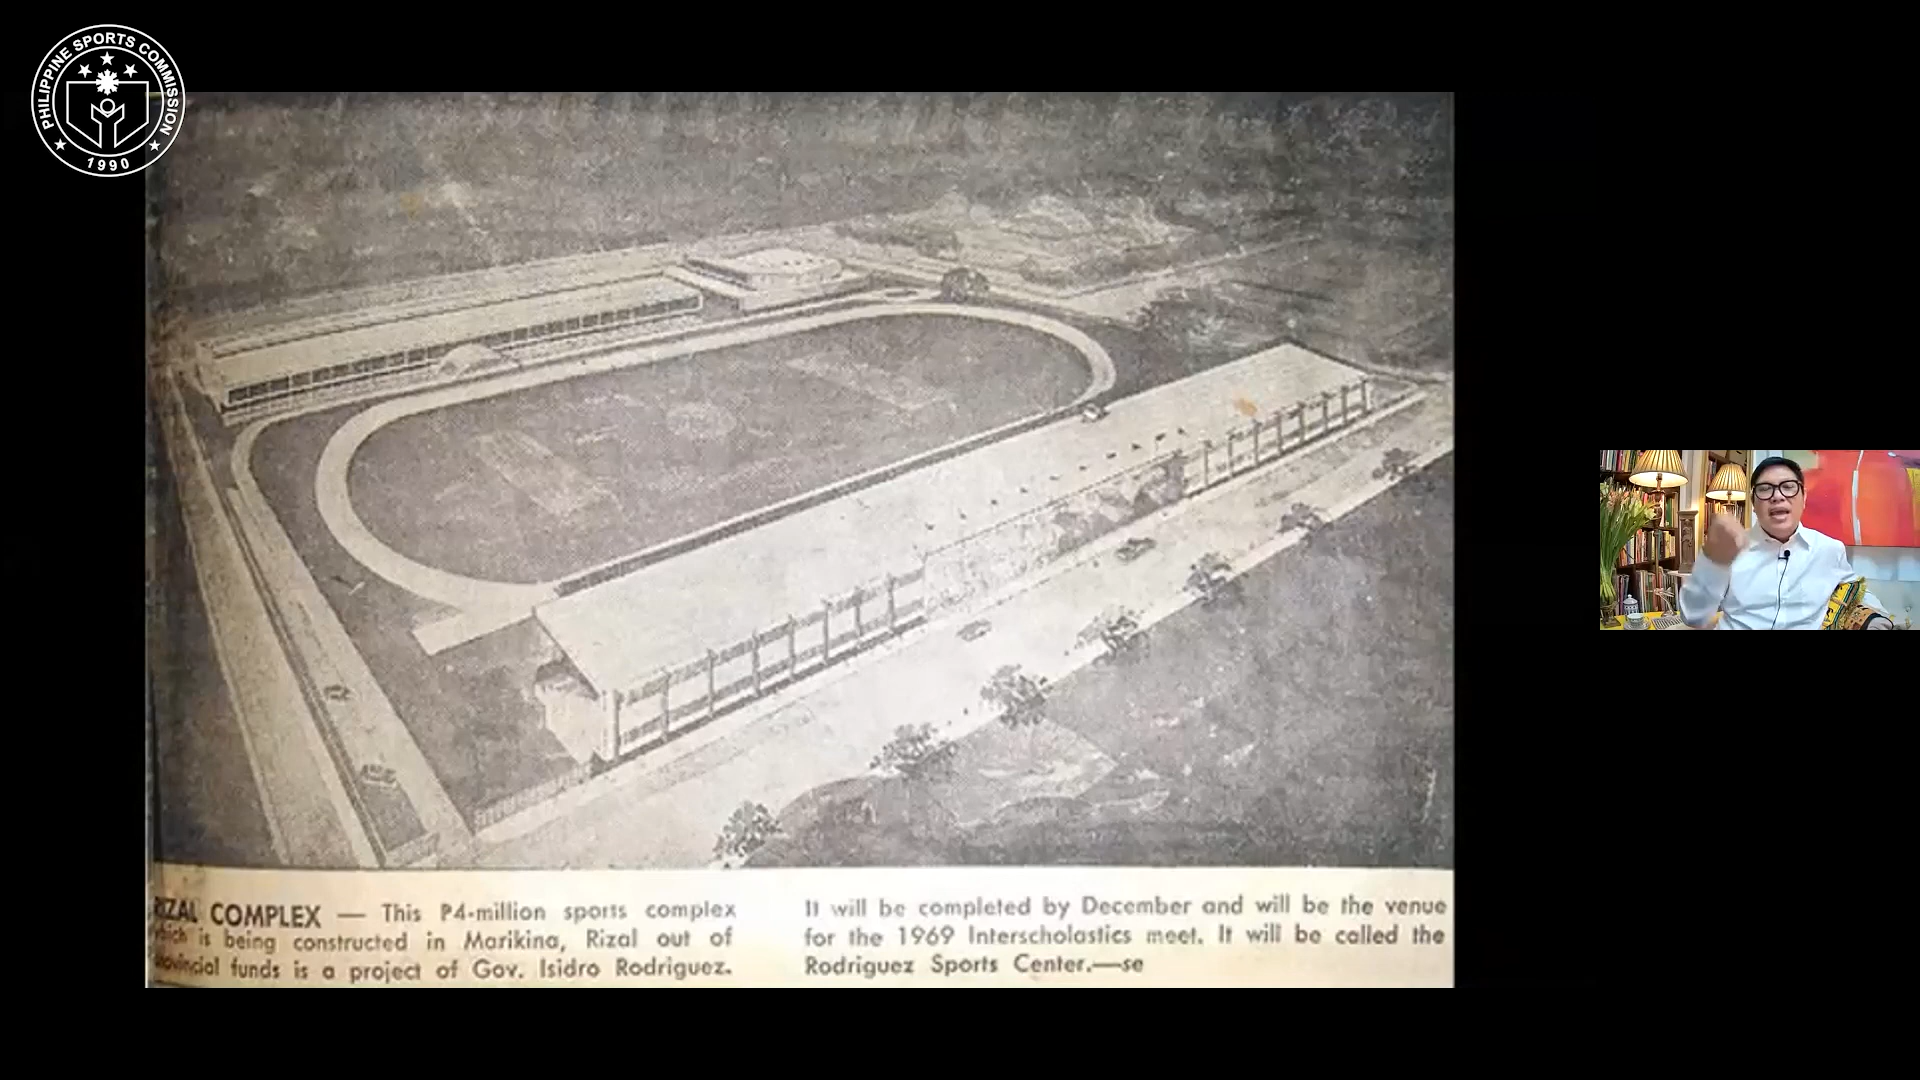 PHILIPPINE SPORTS COMMISSION
1990
RIZAL COMPLEX — This P4-million sports complex
which is being constructed in Marikina, Rizal out of
provincial funds is a project of Gov. Isidro Rodriguez.
It will be completed by December and will be the venue
for the 1969 Interscholastics meet. It will be called the
Rodriguez Sports Center.—se